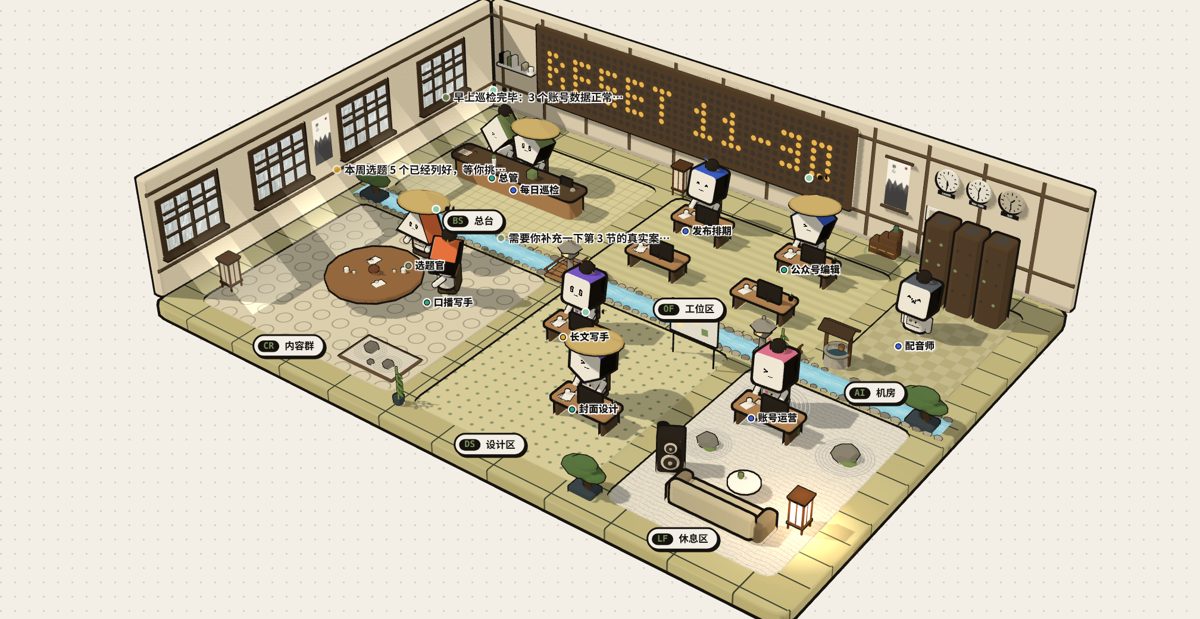 早上巡检完毕：3 个账号数据正常…
本周选题 5 个已经列好，等你挑…
总管
每日巡检
BS 总台
需要你补充一下第 3 节的真实案…
发布排期
公众号编辑
选题官
口播写手
OF 工位区
长文写手
配音师
CR 内容群
封面设计
AI 机房
账号运营
DS 设计区
LF 休息区